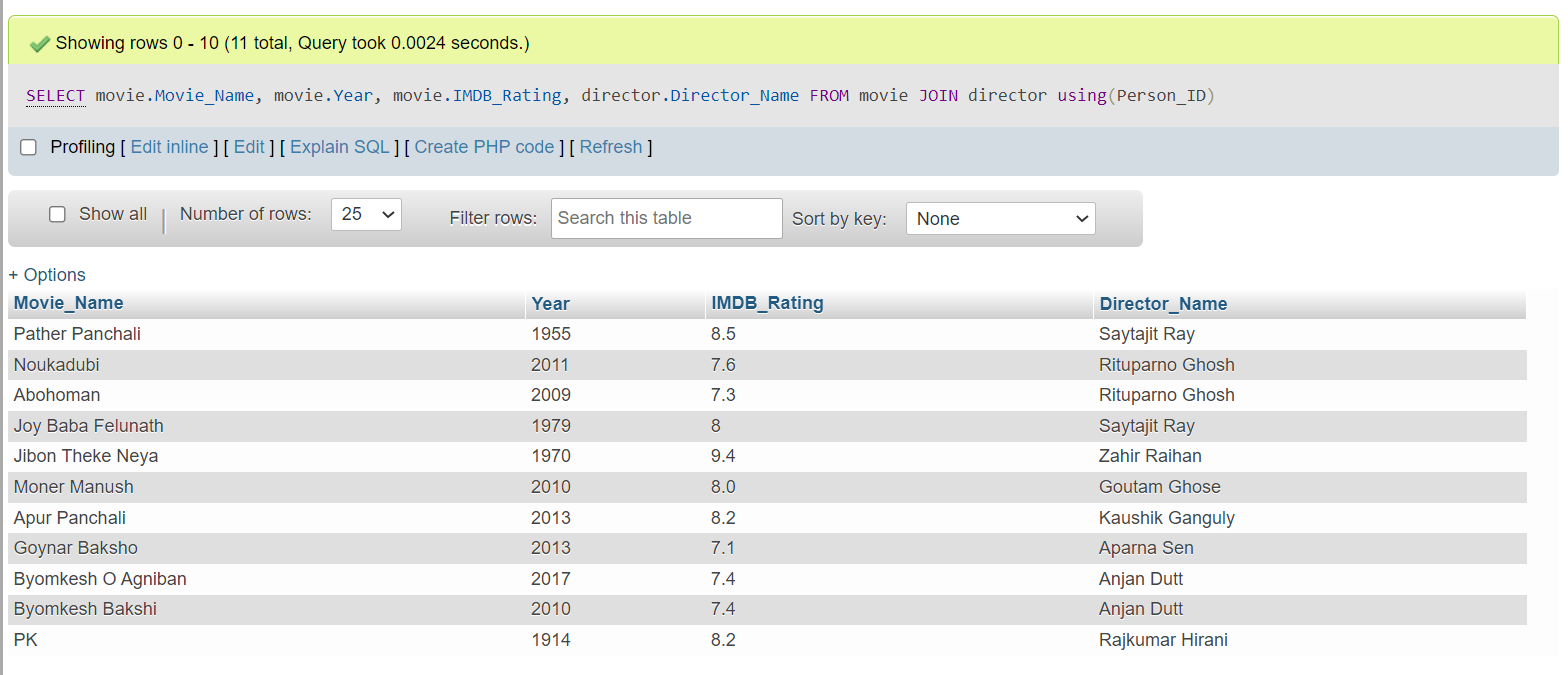 Showing rows 0 - 10 (11 total, Query took 0.0024 seconds.)
SELECT movie.Movie_Name, movie.Year, movie.IMDB_Rating, director.Director_Name FROM movie JOIN director using(Person_ID)
Profiling [ Edit inline ] [ Edit ] [ Explain SQL ] [ Create PHP code ] [ Refresh ]
Show all | Number of rows: 25 Filter rows: Search this table Sort by key: None
+ Options
Movie_Name Year IMDB_Rating Director_Name
Pather Panchali 1955 8.5 Saytajit Ray
Noukadubi 2011 7.6 Rituparno Ghosh
Abohoman 2009 7.3 Rituparno Ghosh
Joy Baba Felunath 1979 8 Saytajit Ray
Jibon Theke Neya 1970 9.4 Zahir Raihan
Moner Manush 2010 8.0 Goutam Ghose
Apur Panchali 2013 8.2 Kaushik Ganguly
Goynar Baksho 2013 7.1 Aparna Sen
Byomkesh O Agniban 2017 7.4 Anjan Dutt
Byomkesh Bakshi 2010 7.4 Anjan Dutt
PK 1914 8.2 Rajkumar Hirani